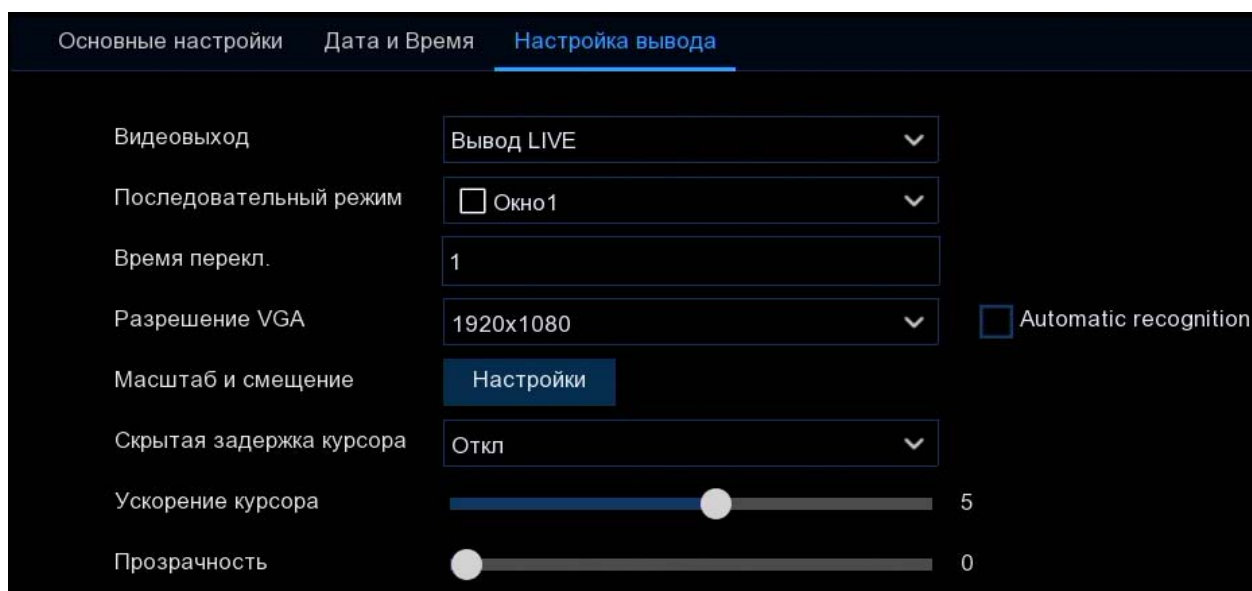 Основные настройки Дата и Время Настройка вывода
Видеовыход Вывод LIVE
Последовательный режим Окно1
Время перекл. 1
Разрешение VGA 1920x1080 Automatic recognition
Масштаб и смещение Настройки
Скрытая задержка курсора Откл
Ускорение курсора 5
Прозрачность 0